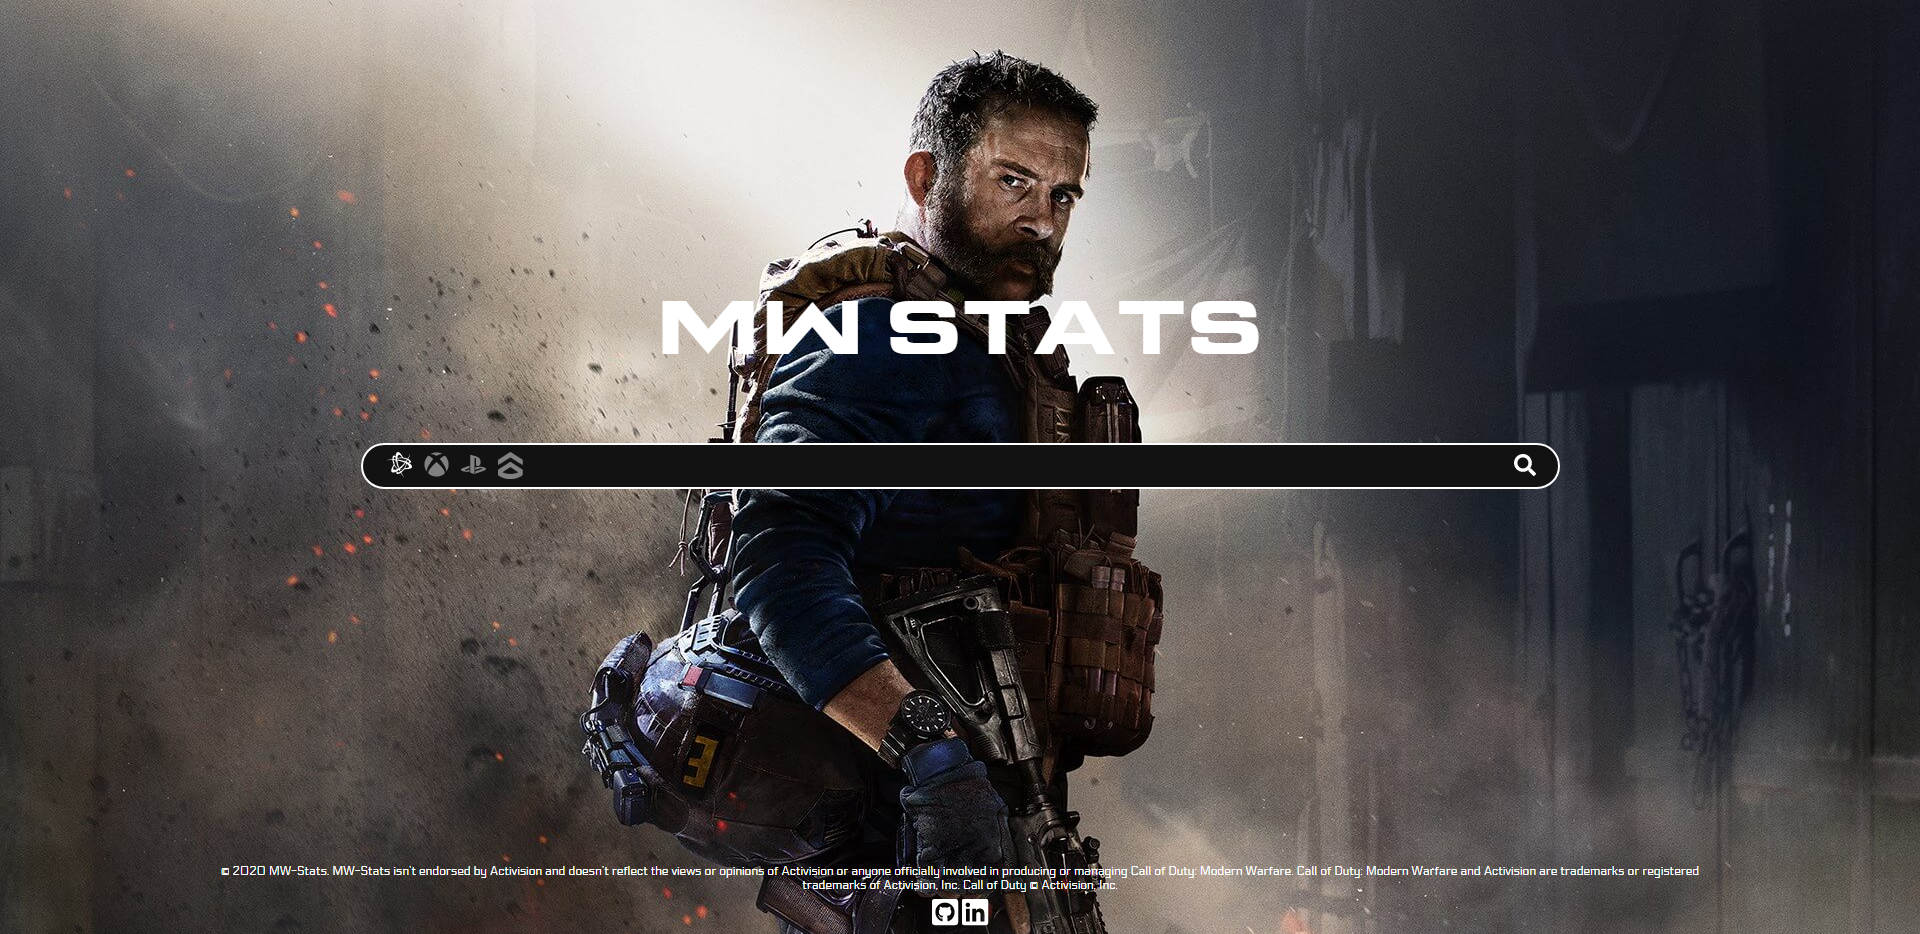 MW STATS
© 2020 MW-Stats. MW-Stats isn't endorsed by Activision and doesn't reflect the views or opinions of Activision or anyone officially involved in producing or managing Call of Duty: Modern Warfare. Call of Duty: Modern Warfare and Activision are trademarks or registered
trademarks of Activision, Inc. Call of Duty © Activision, Inc.
in
3